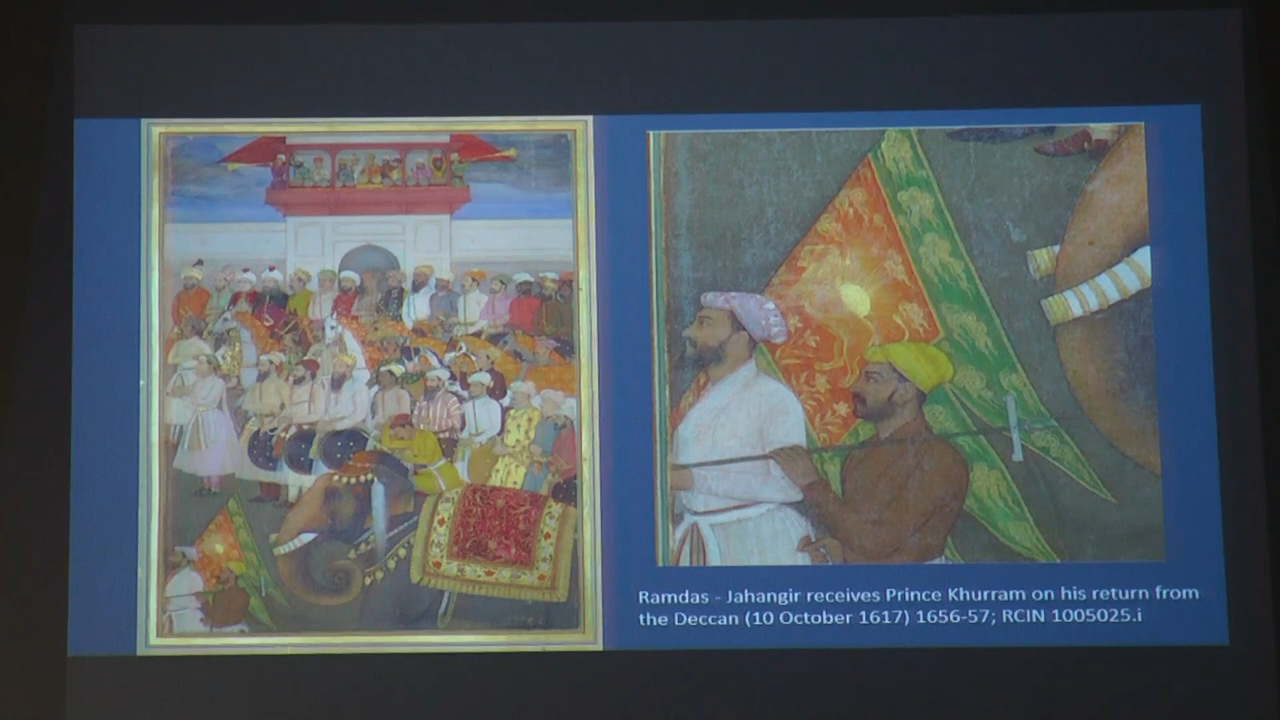 Ramdas - Jahangir receives Prince Khurram on his return from
the Deccan (10 October 1617) 1656-57; RCIN 1005025.i